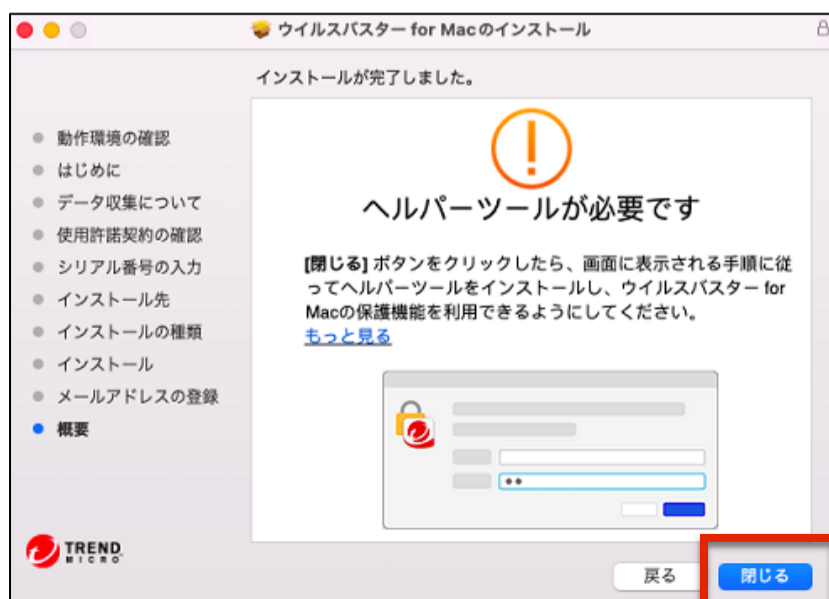 ウイルスバスター for Macのインストール
インストールが完了しました。
動作環境の確認
はじめに
データ収集について
使用許諾契約の確認
シリアル番号の入力
インストール先
インストールの種類
インストール
メールアドレスの登録
概要
ヘルパーツールが必要です
[閉じる] ボタンをクリックしたら、画面に表示される手順に従
ってヘルパーツールをインストールし、ウイルスバスター for
Macの保護機能を利用できるようにしてください。
もっと見る
TREND
MICRO
戻る
閉じる